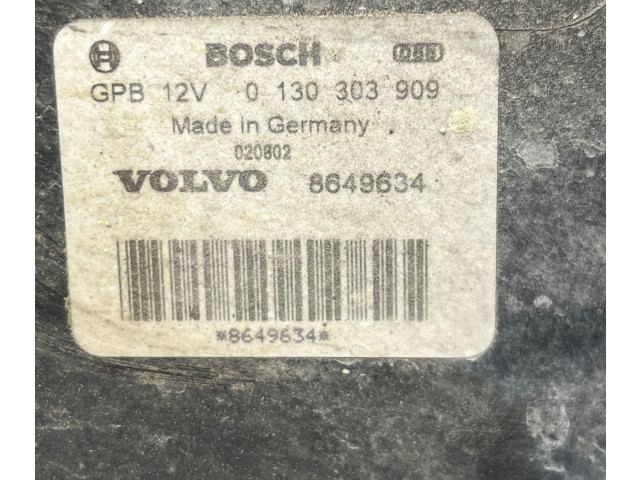 BOSCH
GPB 12V 0 130 303 909
Made in Germany
020802
VOLVO 8649634
*8649634*